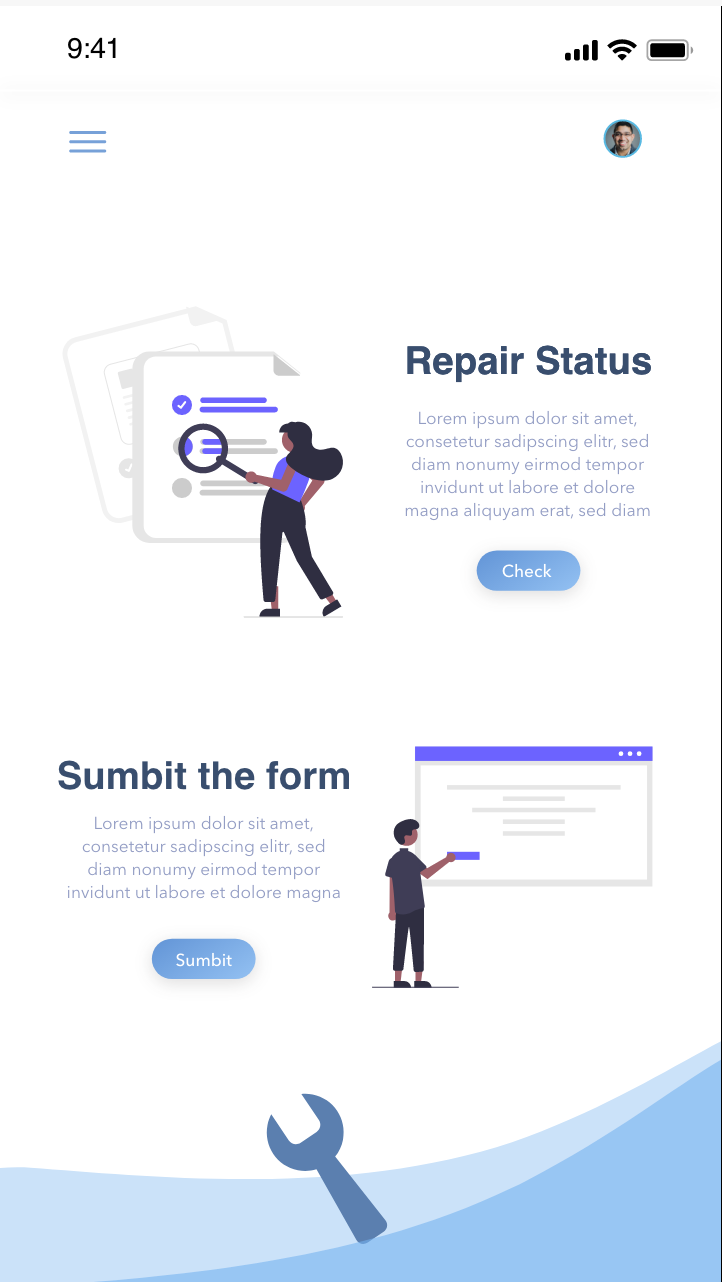 9:41
Repair Status
Lorem ipsum dolor sit amet,
consetetur sadipscing elitr, sed
diam nonumy eirmod tempor
invidunt ut labore et dolore
magna aliquyam erat, sed diam
Check
Sumbit the form
Lorem ipsum dolor sit amet,
consetetur sadipscing elitr, sed
diam nonumy eirmod tempor
invidunt ut labore et dolore magna
Sumbit